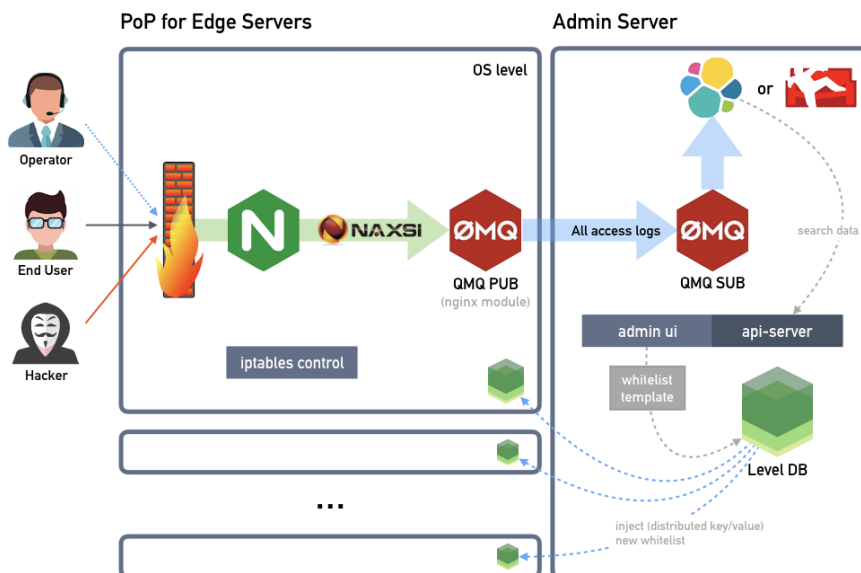 PoP for Edge Servers
Admin Server
OS level
or
Operator
End User
Hacker
N
NAXSI
ØMQ
QMQ PUB
(nginx module)
All access logs
ØMQ
QMQ SUB
search data
iptables control
admin ui
api-server
whitelist
template
Level DB
...
inject (distributed key/value)
new whitelist